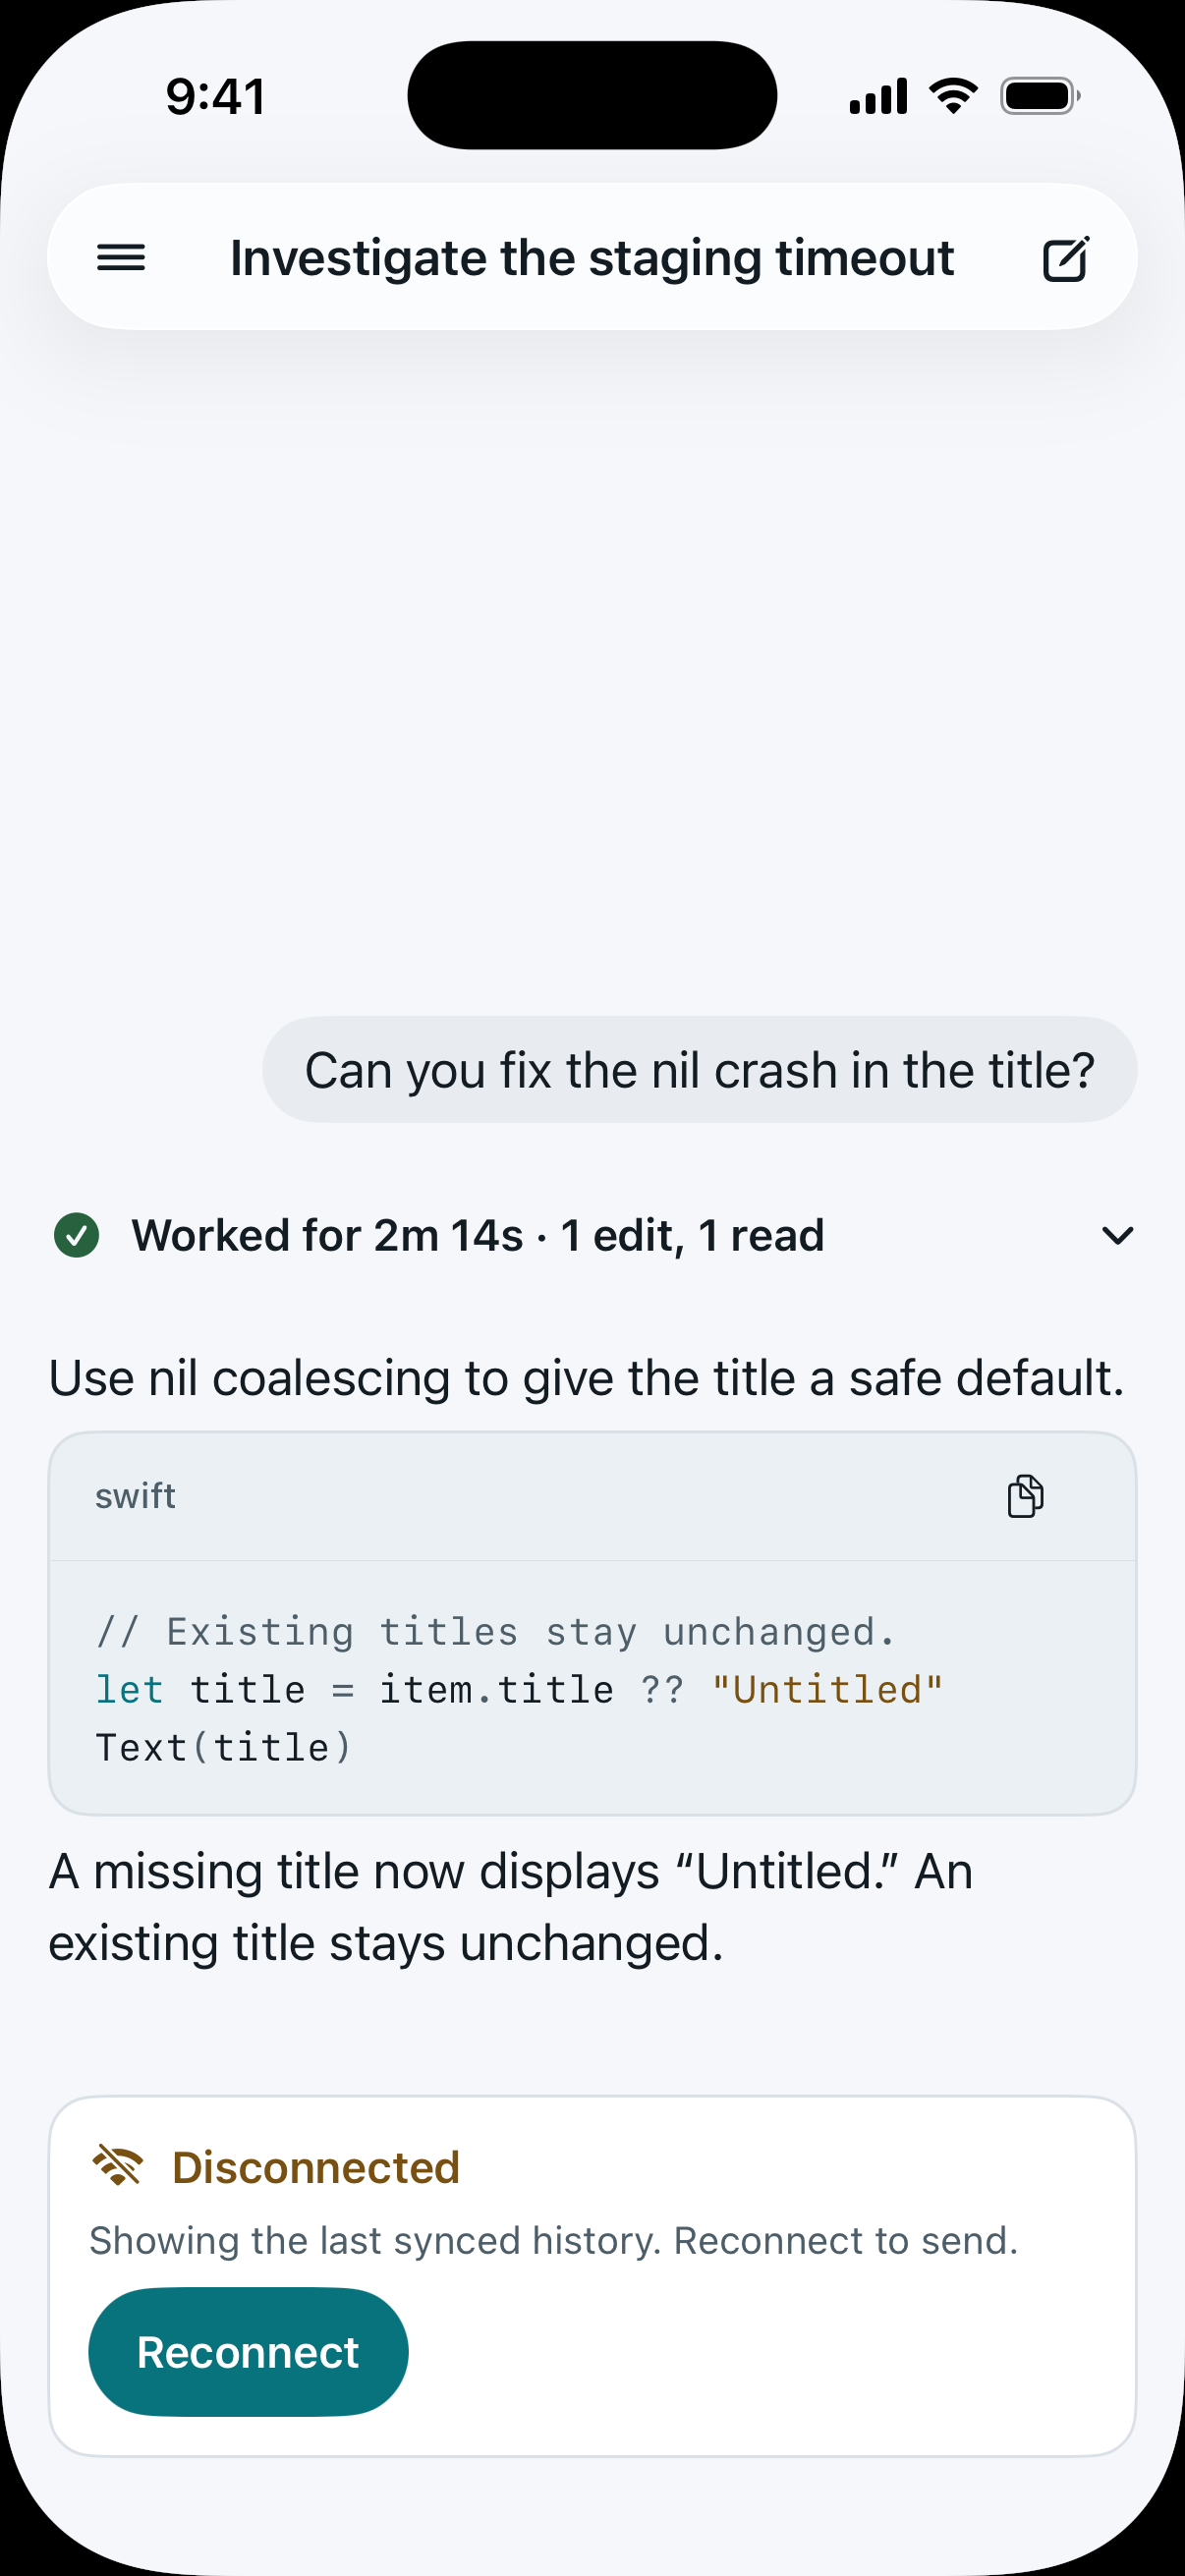 9:41
Investigate the staging timeout
Can you fix the nil crash in the title?
Worked for 2m 14s · 1 edit, 1 read
Use nil coalescing to give the title a safe default.
swift
// Existing titles stay unchanged.
let title = item.title ?? "Untitled"
Text(title)
A missing title now displays “Untitled.” An
existing title stays unchanged.
Disconnected
Showing the last synced history. Reconnect to send.
Reconnect